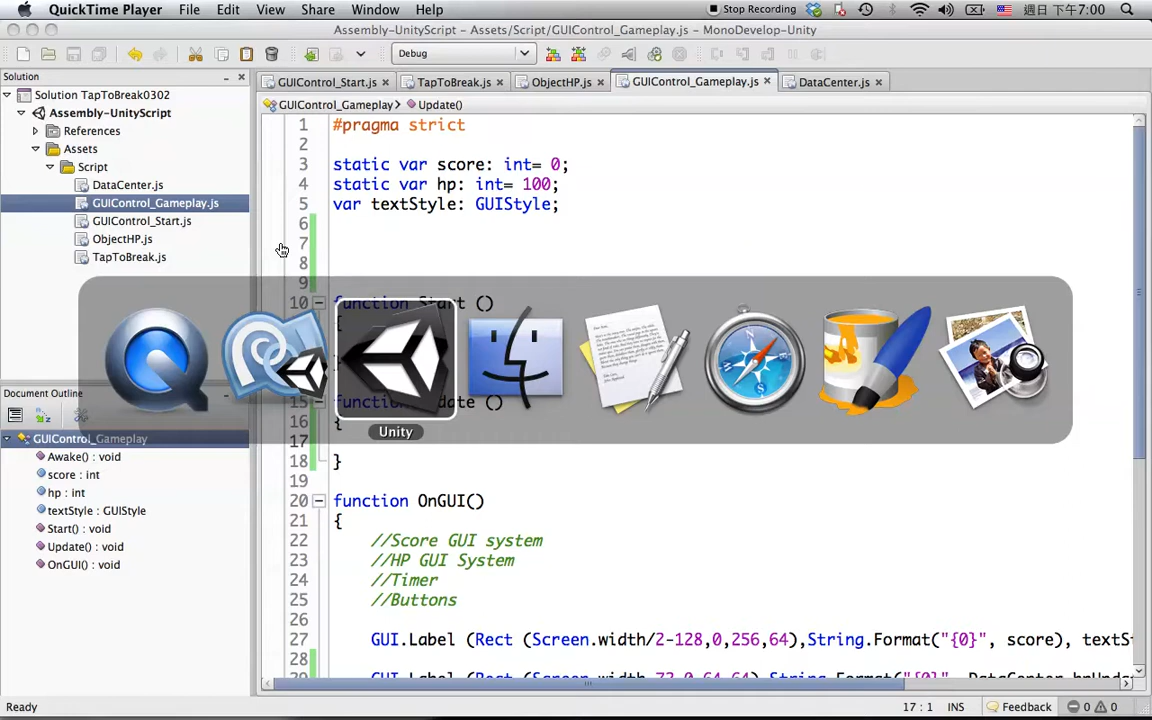 QuickTime Player File Edit View Share Window Help Stop Recording 週日 下午7:00
Assembly-UnityScript – Assets/Script/GUIControl_Gameplay.js – MonoDevelop-Unity
Debug
Solution
GUIControl_Start.js TapToBreak.js ObjectHP.js GUIControl_Gameplay.js DataCenter.js
Solution TapToBreak0302
GUIControl_Gameplay Update()
Assembly-UnityScript
References
Assets
Script
DataCenter.js
GUIControl_Gameplay.js
GUIControl_Start.js
ObjectHP.js
TapToBreak.js
1 #pragma strict
2
3 static var score: int= 0;
4 static var hp: int= 100;
5 var textStyle: GUIStyle;
6
7
8
9
10 function Start ()
Unity
16 {
17
18 }
19
20 function OnGUI()
21 {
22 //Score GUI system
23 //HP GUI System
24 //Timer
25 //Buttons
26
27 GUI.Label (Rect (Screen.width/2-128,0,256,64),String.Format("{0}", score), textSt
28
Document Outline
GUIControl_Gameplay
Awake() : void
score : int
hp : int
textStyle : GUIStyle
Start() : void
Update() : void
OnGUI() : void
Ready 17 : 1 INS Feedback 0 0